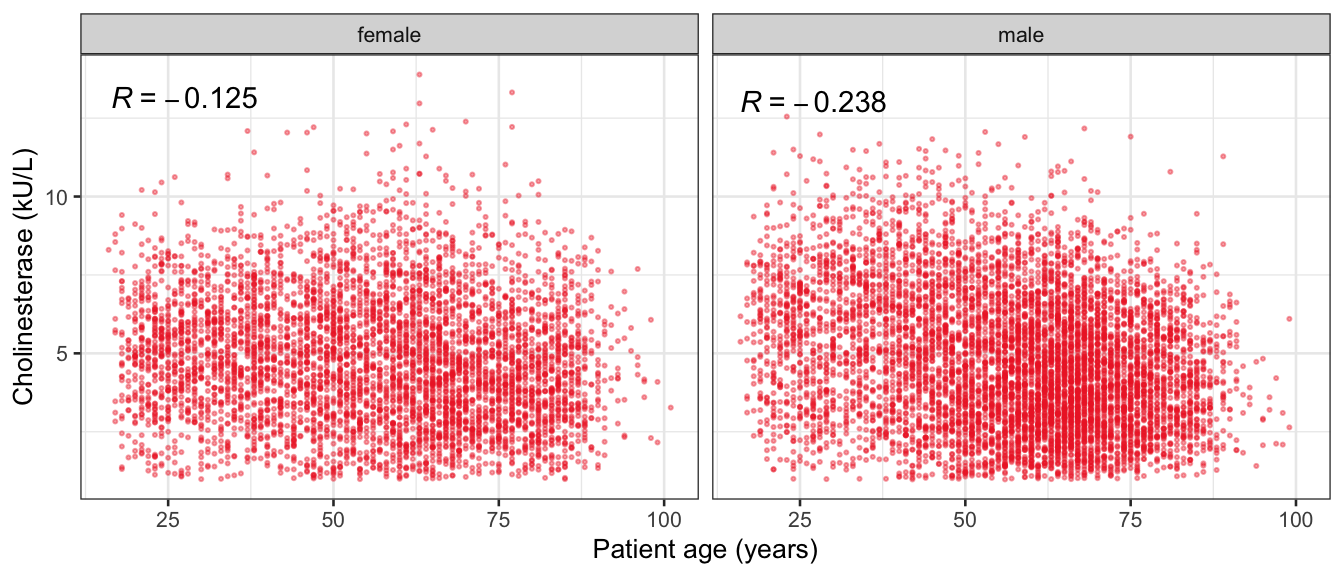 female
male
R = −0.125
R = −0.238
Cholinesterase (kU/L)
10
5
25 50 75 100
25 50 75 100
Patient age (years)